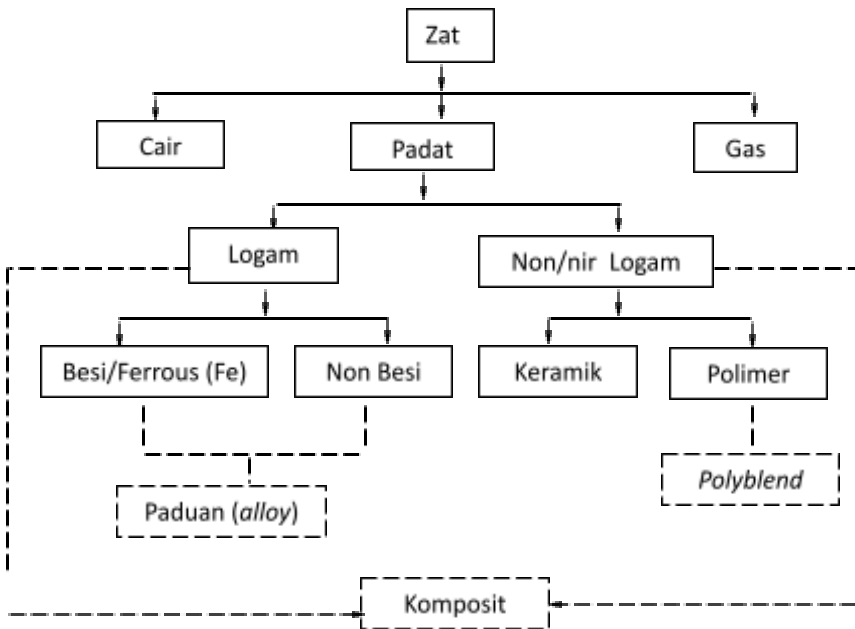 Zat
Cair
Padat
Gas
Logam
Non/nir Logam
Besi/Ferrous (Fe)
Non Besi
Keramik
Polimer
Polyblend
Paduan (alloy)
Komposit